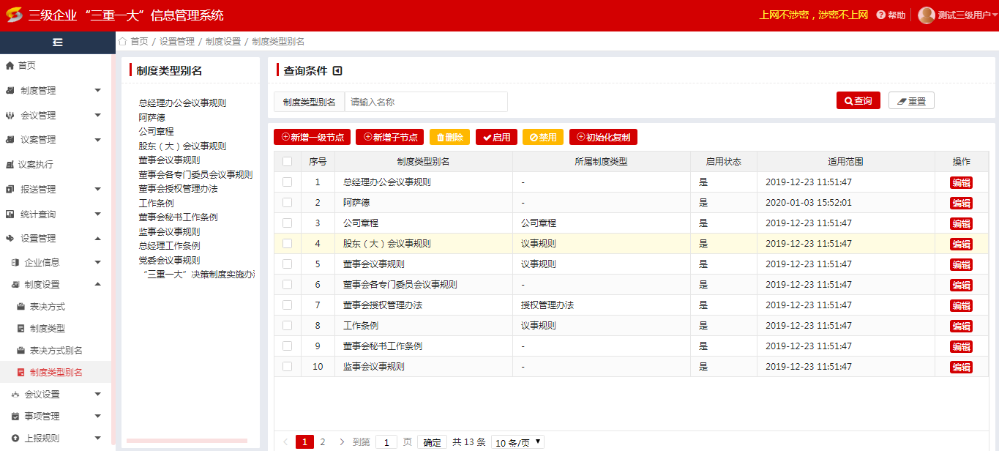 三级企业“三重一大”信息管理系统
上网不涉密，涉密不上网 帮助 测试三级用户
首页 / 设置管理 / 制度设置 / 制度类型别名
首页
制度管理
会议管理
议案管理
议案执行
报送管理
统计查询
设置管理
企业信息
制度设置
表决方式
制度类型
表决方式别名
制度类型别名
会议设置
事项管理
上报规则
制度类型别名
总经理办公会议事规则
阿萨德
公司章程
股东（大）会议事规则
董事会议事规则
董事会各专门委员会议事规则
董事会授权管理办法
工作条例
董事会秘书工作条例
监事会议事规则
总经理工作条例
党委会议事规则
“三重一大”决策制度实施办
查询条件
制度类型别名 请输入名称 查询 重置
新增一级节点 新增子节点 删除 启用 禁用 初始化复制
序号 制度类型别名 所属制度类型 启用状态 适用范围 操作
1 总经理办公会议事规则 - 是 2019-12-23 11:51:47 编辑
2 阿萨德 - 是 2020-01-03 15:52:01 编辑
3 公司章程 公司章程 是 2019-12-23 11:51:47 编辑
4 股东（大）会议事规则 议事规则 是 2019-12-23 11:51:47 编辑
5 董事会议事规则 议事规则 是 2019-12-23 11:51:47 编辑
6 董事会各专门委员会议事规则 - 是 2019-12-23 11:51:47 编辑
7 董事会授权管理办法 授权管理办法 是 2019-12-23 11:51:47 编辑
8 工作条例 议事规则 是 2019-12-23 11:51:47 编辑
9 董事会秘书工作条例 - 是 2019-12-23 11:51:47 编辑
10 监事会议事规则 - 是 2019-12-23 11:51:47 编辑
1 2 到第 1 页 确定 共 13 条 10 条/页